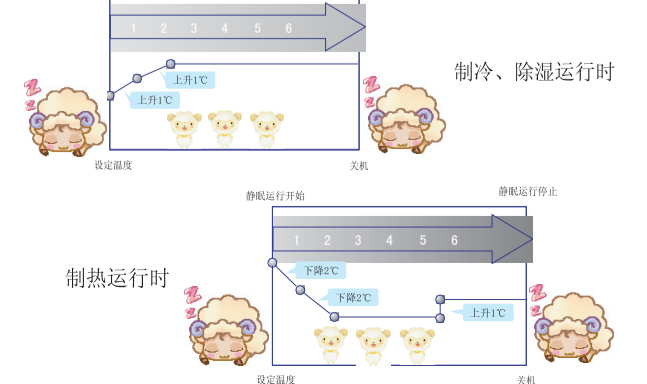 1 2 3 4 5 6
制冷、除湿运行时
上升1℃
上升1℃
z
z
z
z
设定温度
关机
静眠运行开始
静眠运行停止
1 2 3 4 5 6
制热运行时
下降2℃
下降2℃
上升1℃
z
z
z
z
设定温度
关机